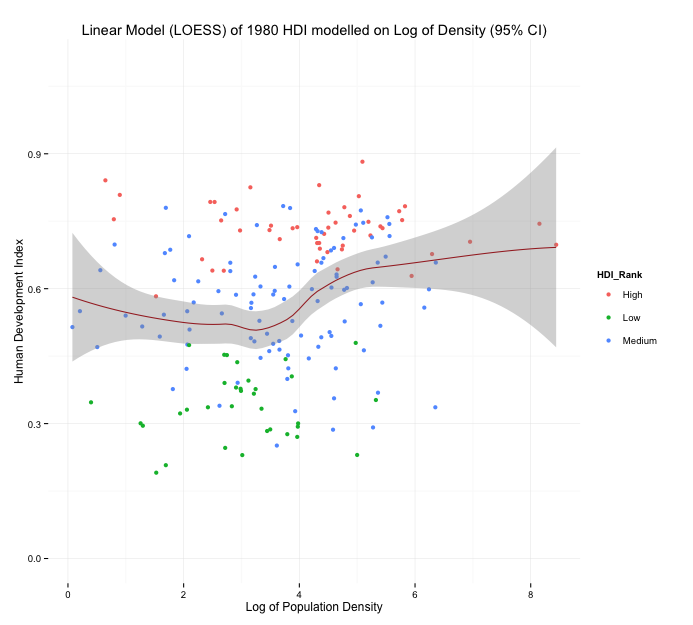 Linear Model (LOESS) of 1980 HDI modelled on Log of Density (95% CI)
Human Development Index
0.9
0.6
0.3
0.0
0 2 4 6 8
Log of Population Density
HDI_Rank
High
Low
Medium